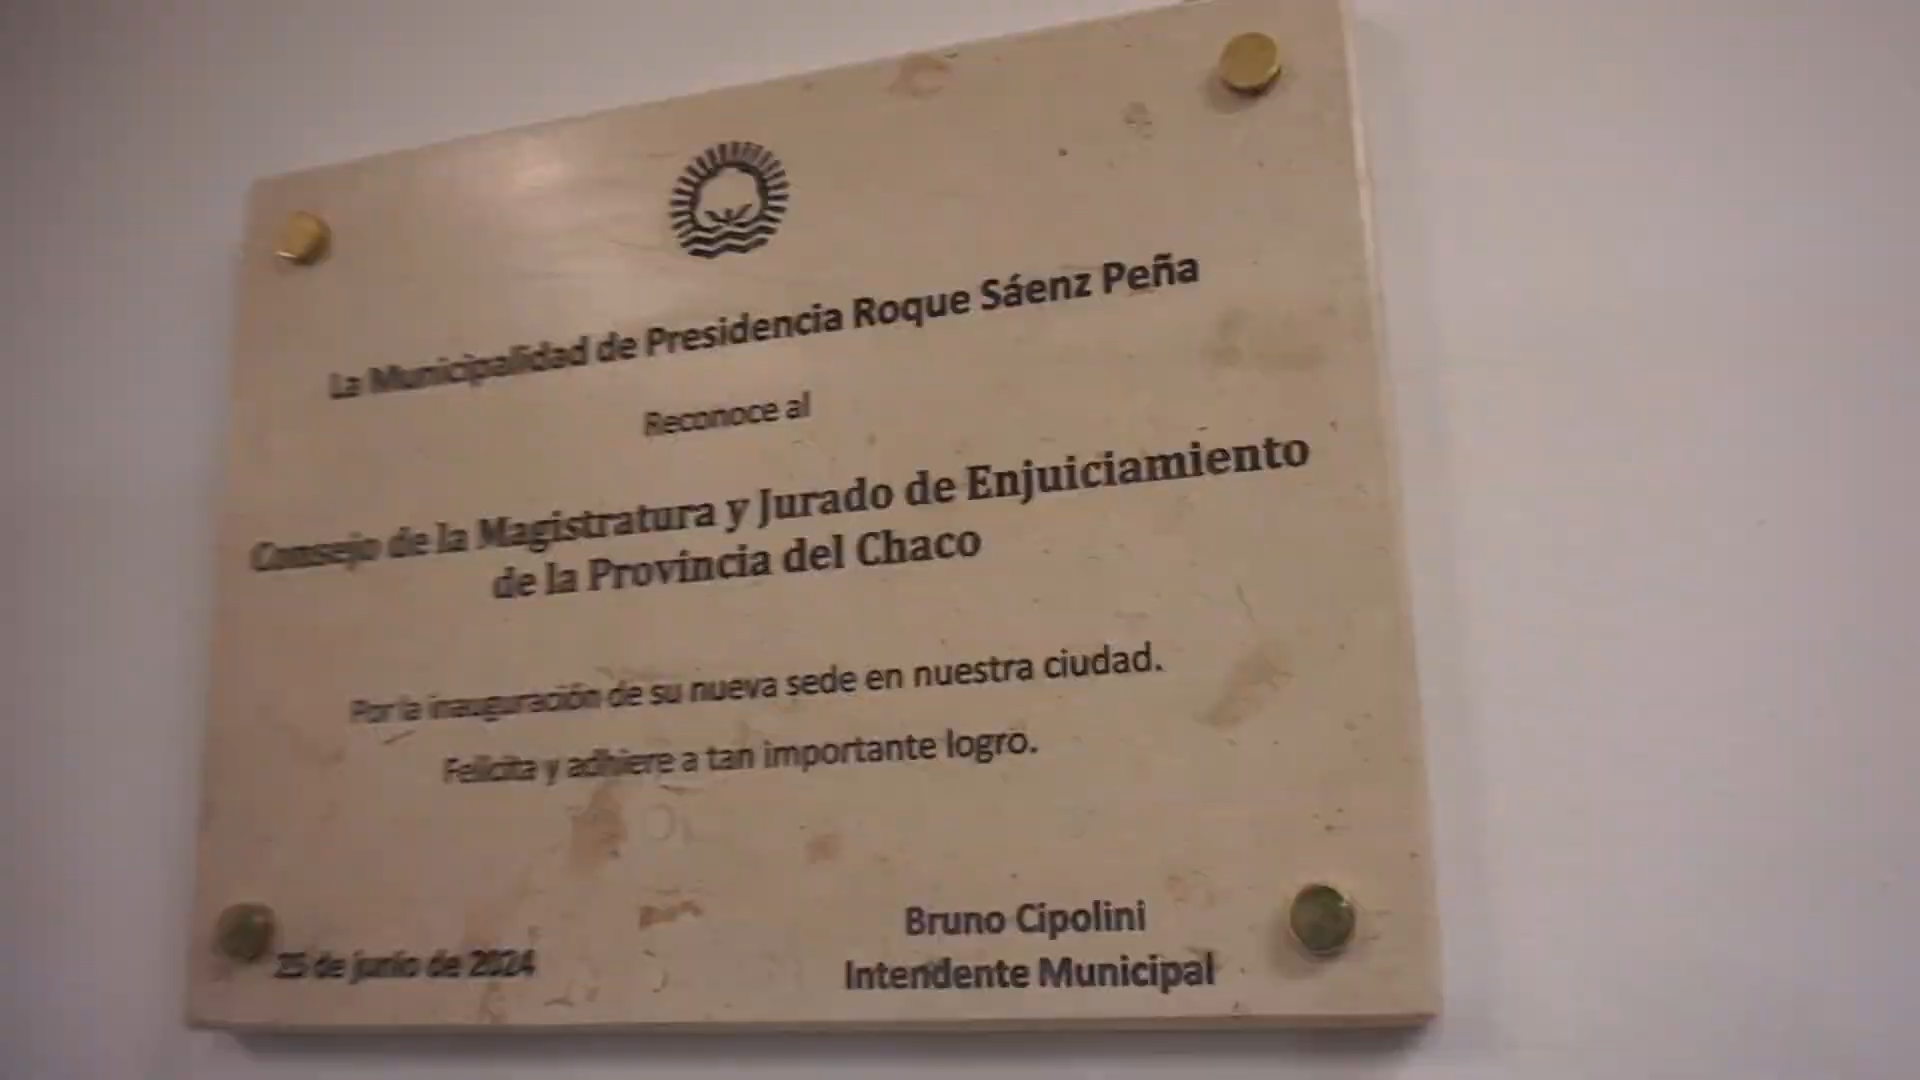 La Municipalidad de Presidencia Roque Sáenz Peña
Reconoce al
Consejo de la Magistratura y Jurado de Enjuiciamiento
de la Provincia del Chaco
Por la inauguración de su nueva sede en nuestra ciudad.
Felicita y adhiere a tan importante logro.
25 de junio de 2024
Bruno Cipolini
Intendente Municipal